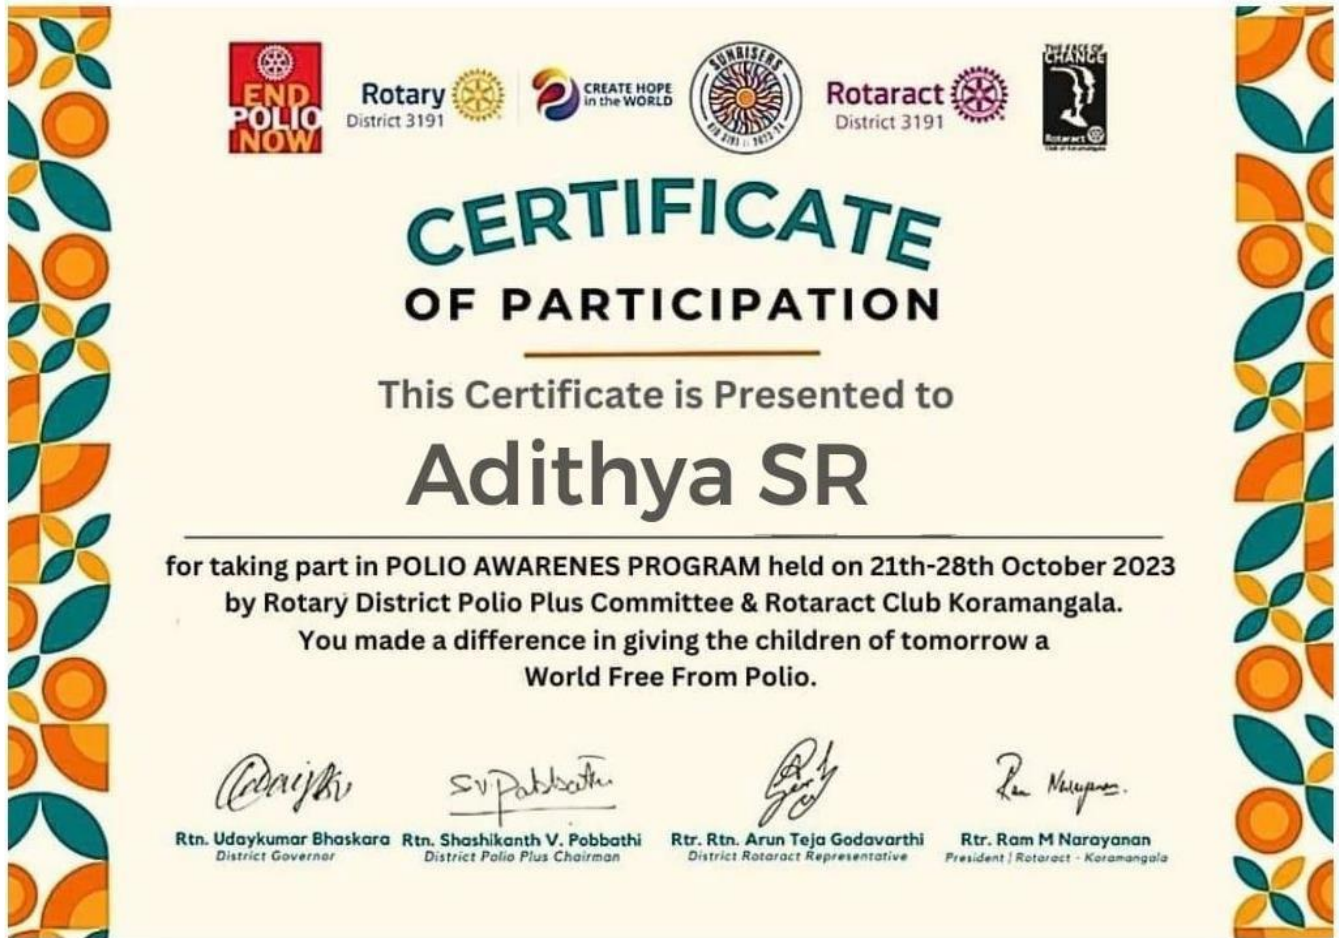 END
POLIO
NOW
Rotary
District 3191
CREATE HOPE
in the WORLD
SUNRISERS
Rotaract
District 3191
THE FACE OF
CHANGE
Rotaract
Club of Koramangala
CERTIFICATE
OF PARTICIPATION
This Certificate is Presented to
Adithya SR
for taking part in POLIO AWARENES PROGRAM held on 21th-28th October 2023
by Rotary District Polio Plus Committee & Rotaract Club Koramangala.
You made a difference in giving the children of tomorrow a
World Free From Polio.
Rtn. Udaykumar Bhaskara Rtn. Shashikanth V. Pobbathi Rtr. Rtn. Arun Teja Godavarthi Rtr. Ram M Narayanan
District Governor District Polio Plus Chairman District Rotaract Representative President | Rotaract - Koramangala